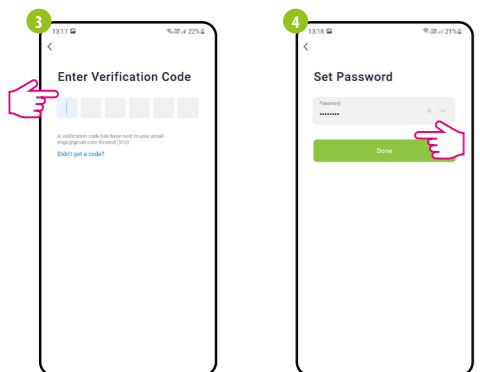 3
13:17 22%
Enter Verification Code
A verification code has been sent to your email:
Didn't get a code?
4
13:18 21%
Set Password
Password
••••••••
Done